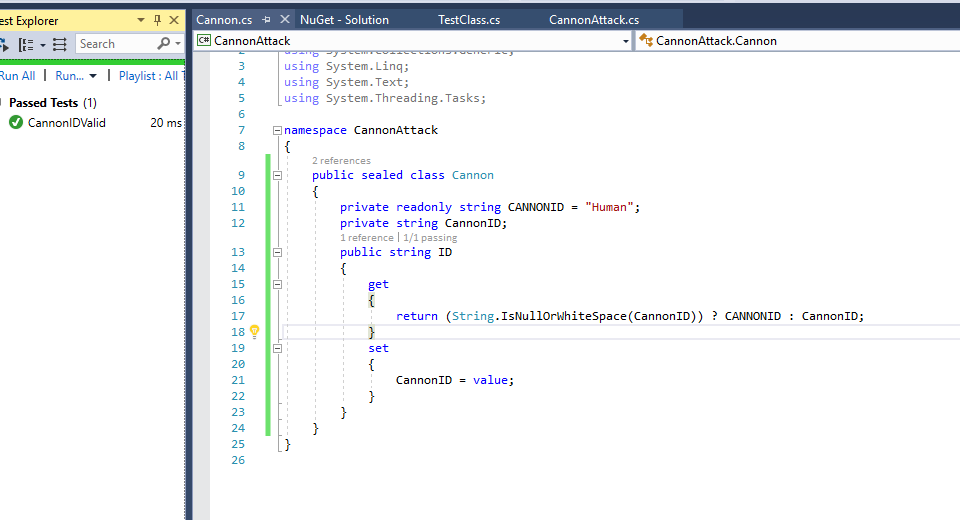 est Explorer
Search
Run All | Run... | Playlist : All T
Passed Tests (1)
CannonIDValid 20 ms
Cannon.cs NuGet - Solution TestClass.cs CannonAttack.cs
C# CannonAttack CannonAttack.Cannon
2 using System.Collections.Generic;
3 using System.Linq;
4 using System.Text;
5 using System.Threading.Tasks;
6
7 namespace CannonAttack
8 {
2 references
9 public sealed class Cannon
10 {
11 private readonly string CANNONID = "Human";
12 private string CannonID;
1 reference | 1/1 passing
13 public string ID
14 {
15 get
16 {
17 return (String.IsNullOrWhiteSpace(CannonID)) ? CANNONID : CannonID;
18 }
19 set
20 {
21 CannonID = value;
22 }
23 }
24 }
25 }
26